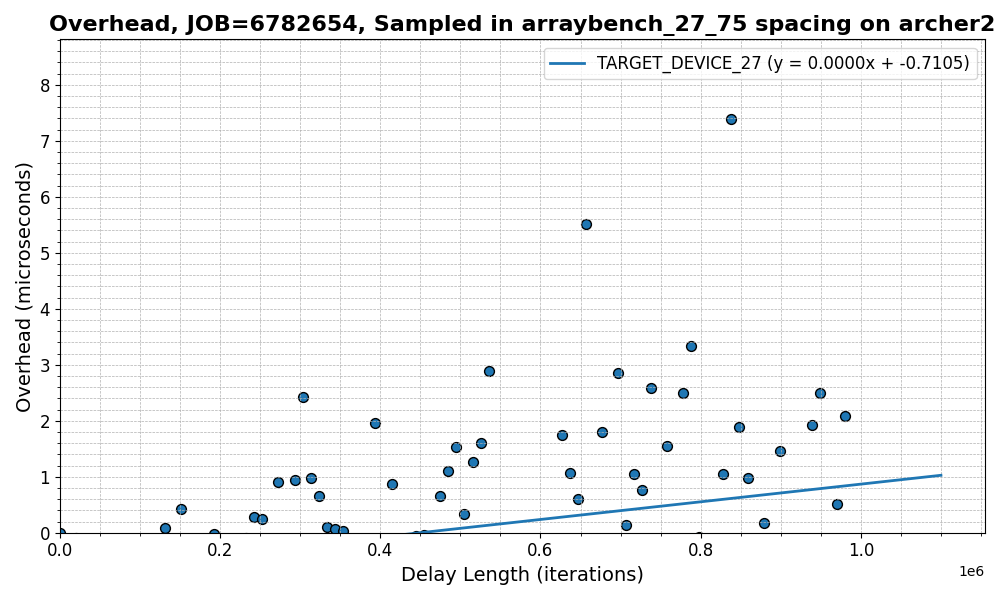 Overhead, JOB=6782654, Sampled in arraybench_27_75 spacing on archer2
TARGET_DEVICE_27 (y = 0.0000x + -0.7105)
Overhead (microseconds)
8
7
6
5
4
3
2
1
0
0.0 0.2 0.4 0.6 0.8 1.0
1e6
Delay Length (iterations)